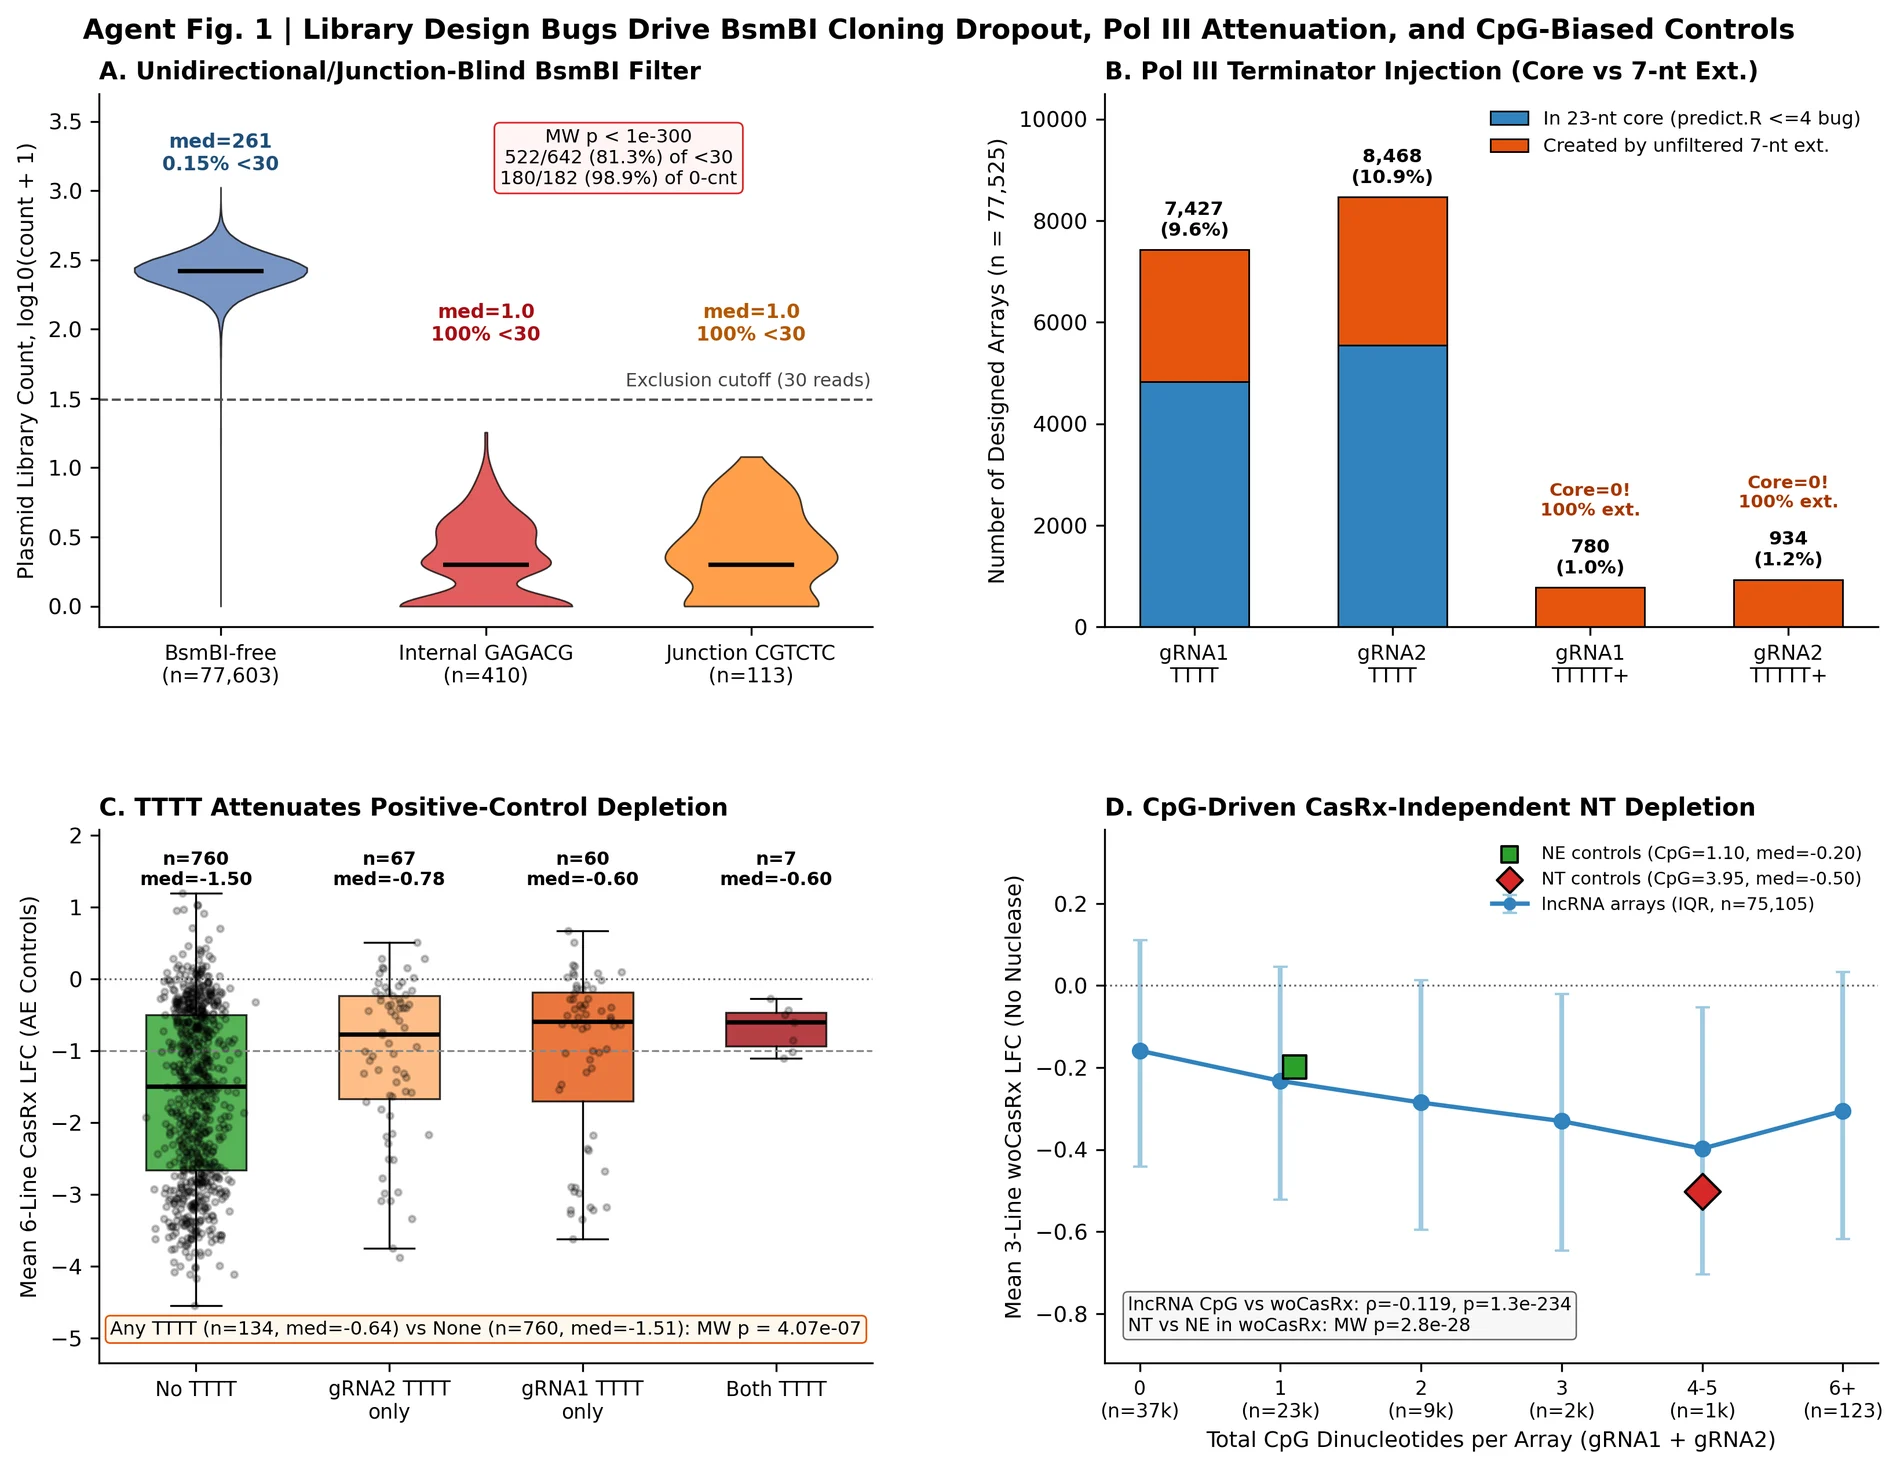 Agent Fig. 1 | Library Design Bugs Drive BsmBI Cloning Dropout, Pol III Attenuation, and CpG-Biased Controls
A. Unidirectional/Junction-Blind BsmBI Filter
Plasmid Library Count, log10(count + 1)
3.5
3.0
2.5
2.0
1.5
1.0
0.5
0.0
med=261
0.15% <30
MW p < 1e-300
522/642 (81.3%) of <30
180/182 (98.9%) of 0-cnt
med=1.0
100% <30
med=1.0
100% <30
Exclusion cutoff (30 reads)
BsmBI-free
(n=77,603)
Internal GAGACG
(n=410)
Junction CGTCTC
(n=113)
B. Pol III Terminator Injection (Core vs 7-nt Ext.)
Number of Designed Arrays (n = 77,525)
10000
8000
6000
4000
2000
0
In 23-nt core (predict.R <=4 bug)
Created by unfiltered 7-nt ext.
7,427
(9.6%)
8,468
(10.9%)
Core=0!
100% ext.
780
(1.0%)
Core=0!
100% ext.
934
(1.2%)
gRNA1
TTTT
gRNA2
TTTT
gRNA1
TTTTT+
gRNA2
TTTTT+
C. TTTT Attenuates Positive-Control Depletion
Mean 6-Line CasRx LFC (AE Controls)
2
1
0
−1
−2
−3
−4
−5
n=760
med=-1.50
n=67
med=-0.78
n=60
med=-0.60
n=7
med=-0.60
Any TTTT (n=134, med=-0.64) vs None (n=760, med=-1.51): MW p = 4.07e-07
No TTTT
gRNA2 TTTT
only
gRNA1 TTTT
only
Both TTTT
D. CpG-Driven CasRx-Independent NT Depletion
Mean 3-Line woCasRx LFC (No Nuclease)
0.2
0.0
−0.2
−0.4
−0.6
−0.8
NE controls (CpG=1.10, med=-0.20)
NT controls (CpG=3.95, med=-0.50)
lncRNA arrays (IQR, n=75,105)
lncRNA CpG vs woCasRx: ρ=-0.119, p=1.3e-234
NT vs NE in woCasRx: MW p=2.8e-28
0
(n=37k)
1
(n=23k)
2
(n=9k)
3
(n=2k)
4-5
(n=1k)
6+
(n=123)
Total CpG Dinucleotides per Array (gRNA1 + gRNA2)